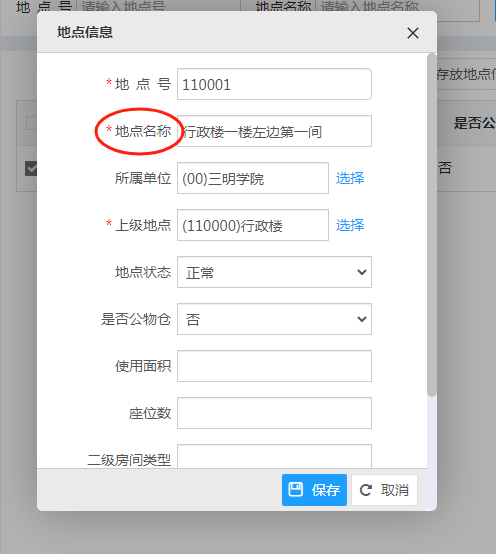 地 点 号 请输入地点号 地点名称 请输入地点名称
地点信息
存放地点信
* 地 点 号 110001
* 地点名称 行政楼一楼左边第一间
是否公
所属单位 (00)三明学院 选择
否
* 上级地点 (110000)行政楼 选择
地点状态 正常
是否公物仓 否
使用面积
座位数
二级房间类型
保存 取消